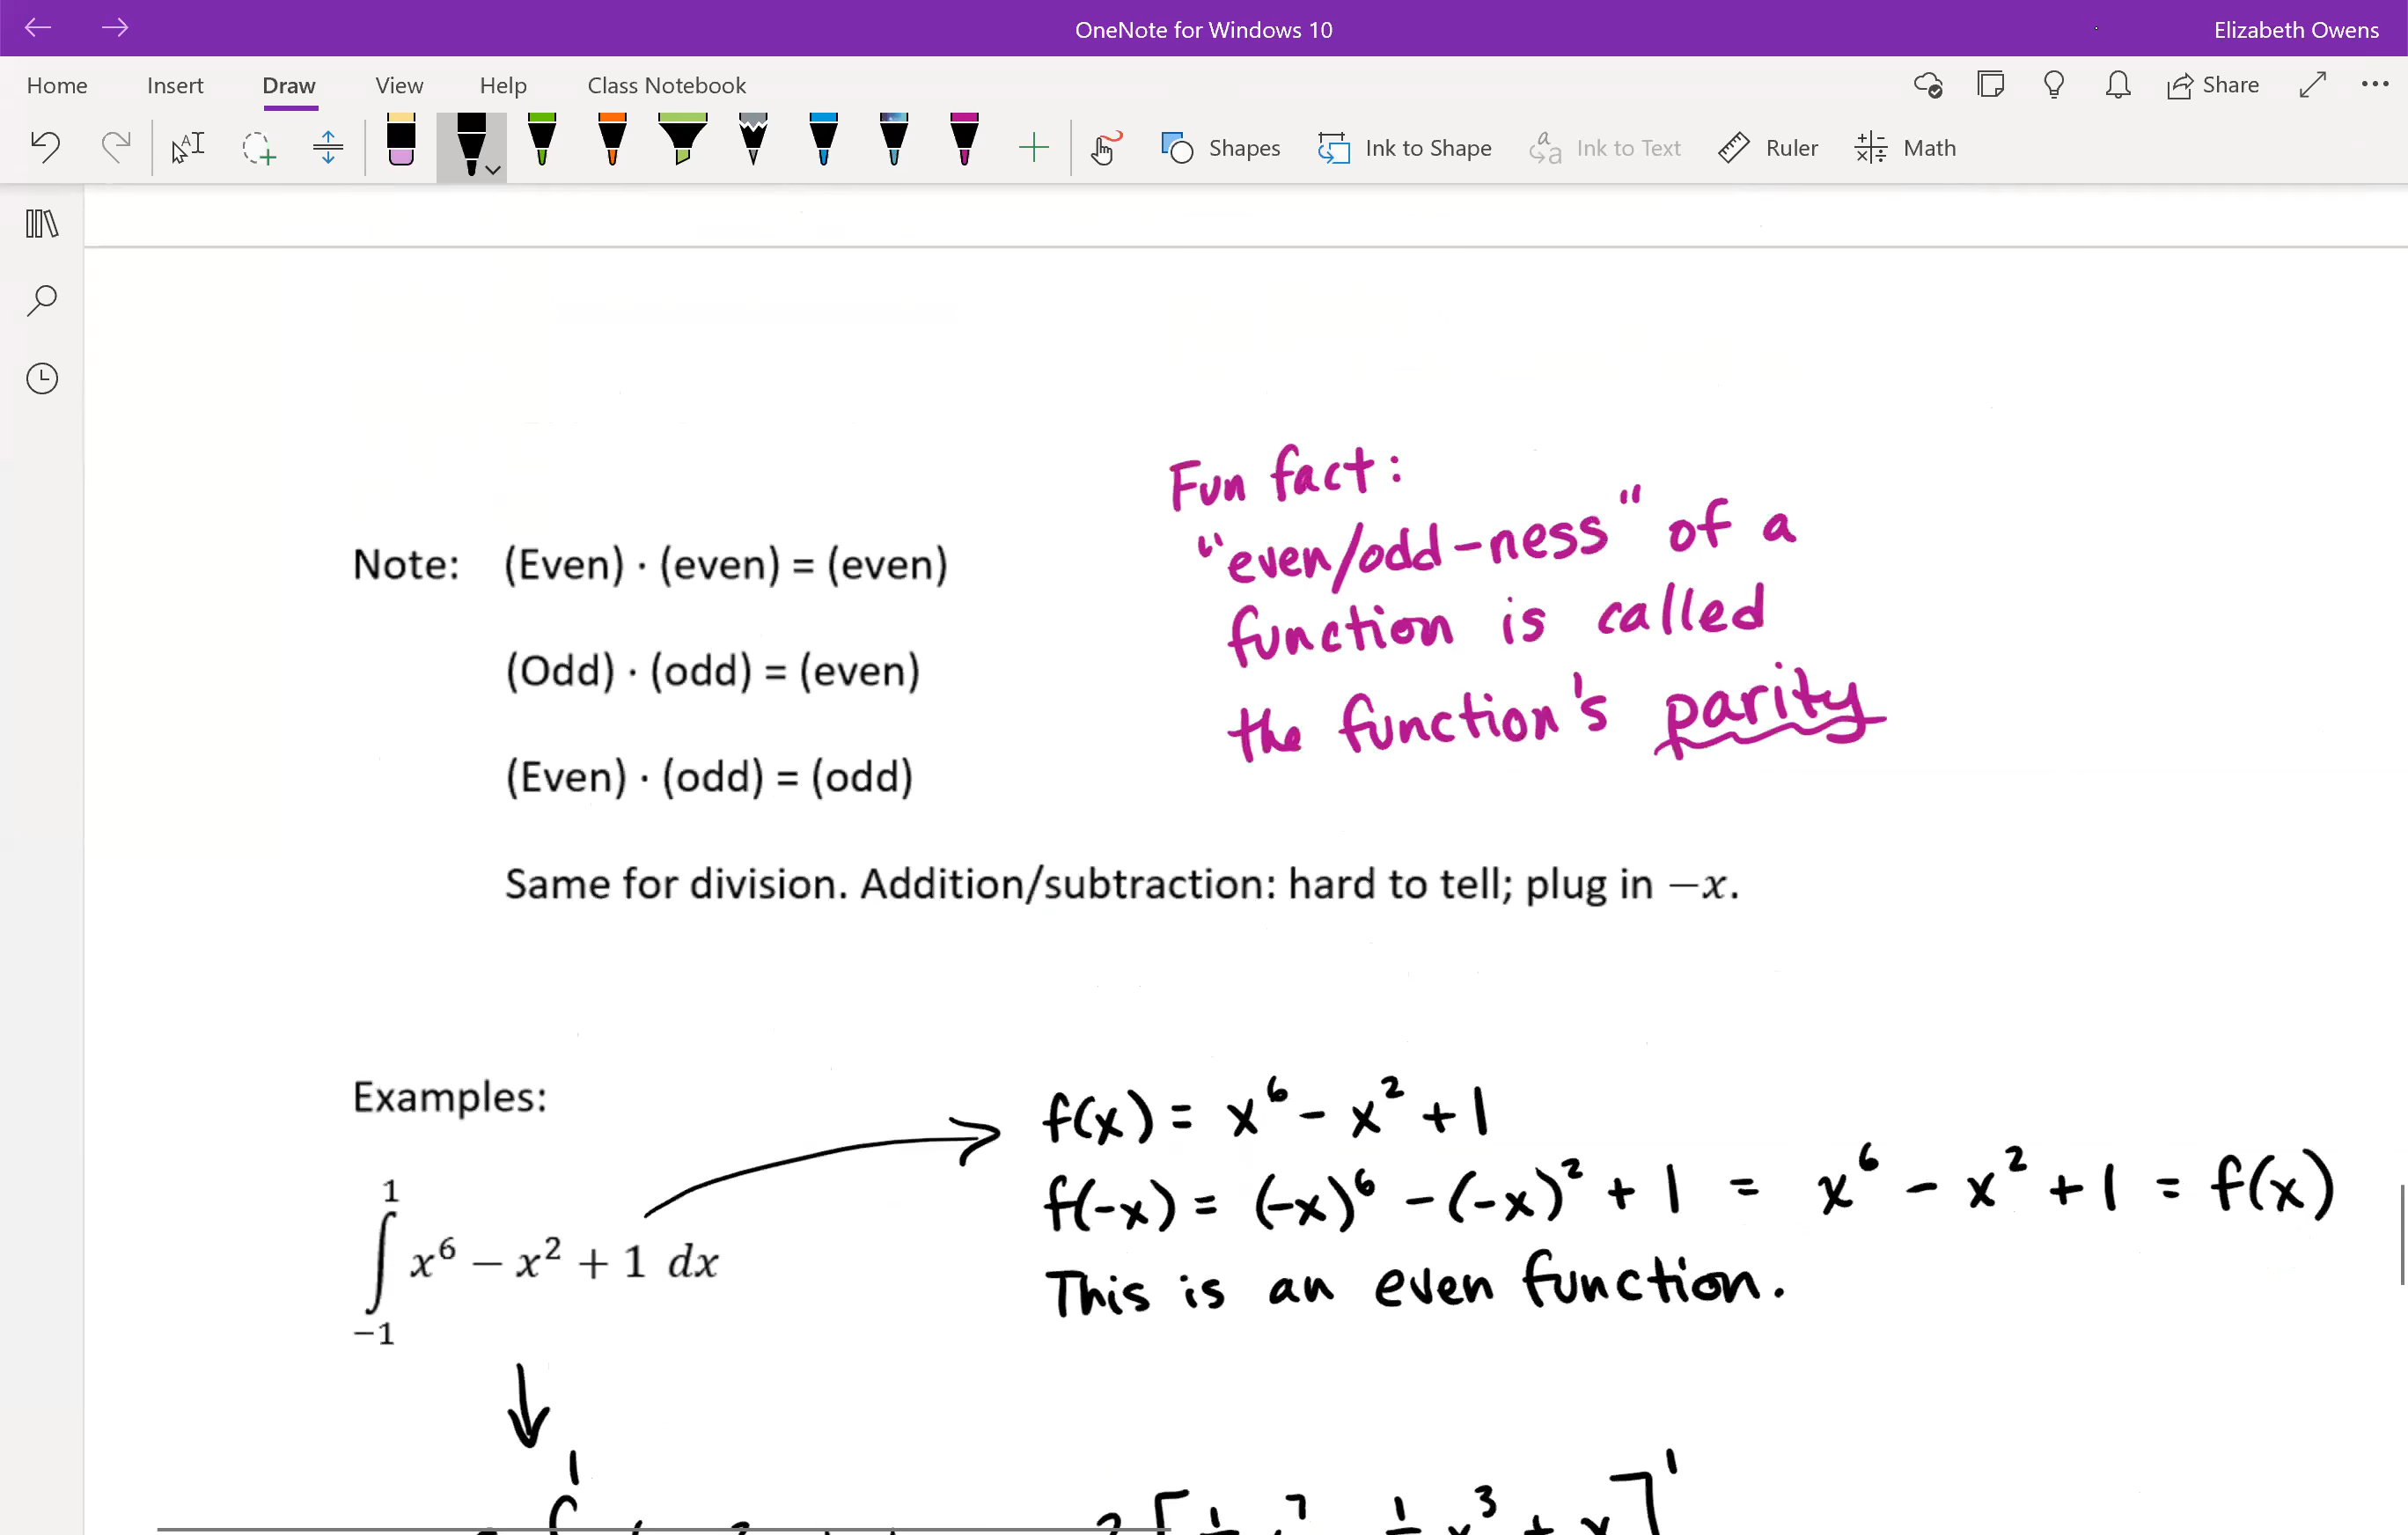 OneNote for Windows 10
Elizabeth Owens
Home Insert Draw View Help Class Notebook Share
Shapes Ink to Shape Ink to Text Ruler Math
Fun fact:
"even/odd-ness" of a
function is called
the function's parity
Note: (Even) · (even) = (even)
(Odd) · (odd) = (even)
(Even) · (odd) = (odd)
Same for division. Addition/subtraction: hard to tell; plug in −x.
Examples:
∫₋₁¹ x⁶ − x² + 1 dx
f(x) = x⁶ − x² + 1
f(-x) = (-x)⁶ − (-x)² + 1 = x⁶ − x² + 1 = f(x)
This is an even function.